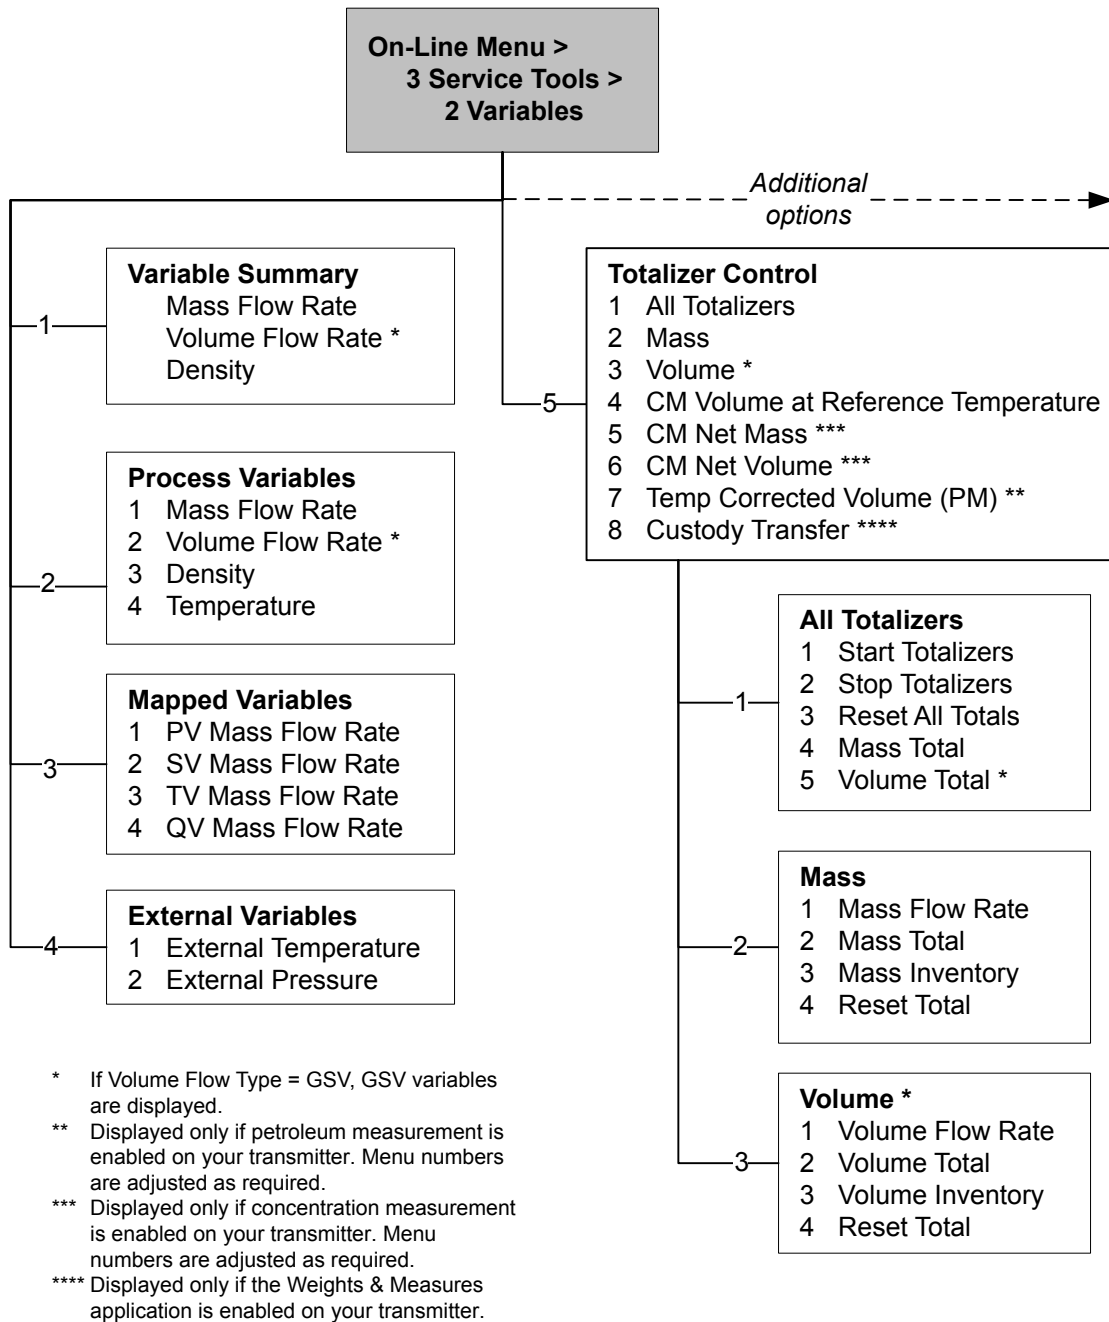 On-Line Menu >
3 Service Tools >
2 Variables
Additional
options
1
Variable Summary
Mass Flow Rate
Volume Flow Rate *
Density
2
Process Variables
1 Mass Flow Rate
2 Volume Flow Rate *
3 Density
4 Temperature
3
Mapped Variables
1 PV Mass Flow Rate
2 SV Mass Flow Rate
3 TV Mass Flow Rate
4 QV Mass Flow Rate
4
External Variables
1 External Temperature
2 External Pressure
5
Totalizer Control
1 All Totalizers
2 Mass
3 Volume *
4 CM Volume at Reference Temperature
5 CM Net Mass ***
6 CM Net Volume ***
7 Temp Corrected Volume (PM) **
8 Custody Transfer ****
1
All Totalizers
1 Start Totalizers
2 Stop Totalizers
3 Reset All Totals
4 Mass Total
5 Volume Total *
2
Mass
1 Mass Flow Rate
2 Mass Total
3 Mass Inventory
4 Reset Total
3
Volume *
1 Volume Flow Rate
2 Volume Total
3 Volume Inventory
4 Reset Total
* If Volume Flow Type = GSV, GSV variables
are displayed.
** Displayed only if petroleum measurement is
enabled on your transmitter. Menu numbers
are adjusted as required.
*** Displayed only if concentration measurement
is enabled on your transmitter. Menu
numbers are adjusted as required.
**** Displayed only if the Weights & Measures
application is enabled on your transmitter.